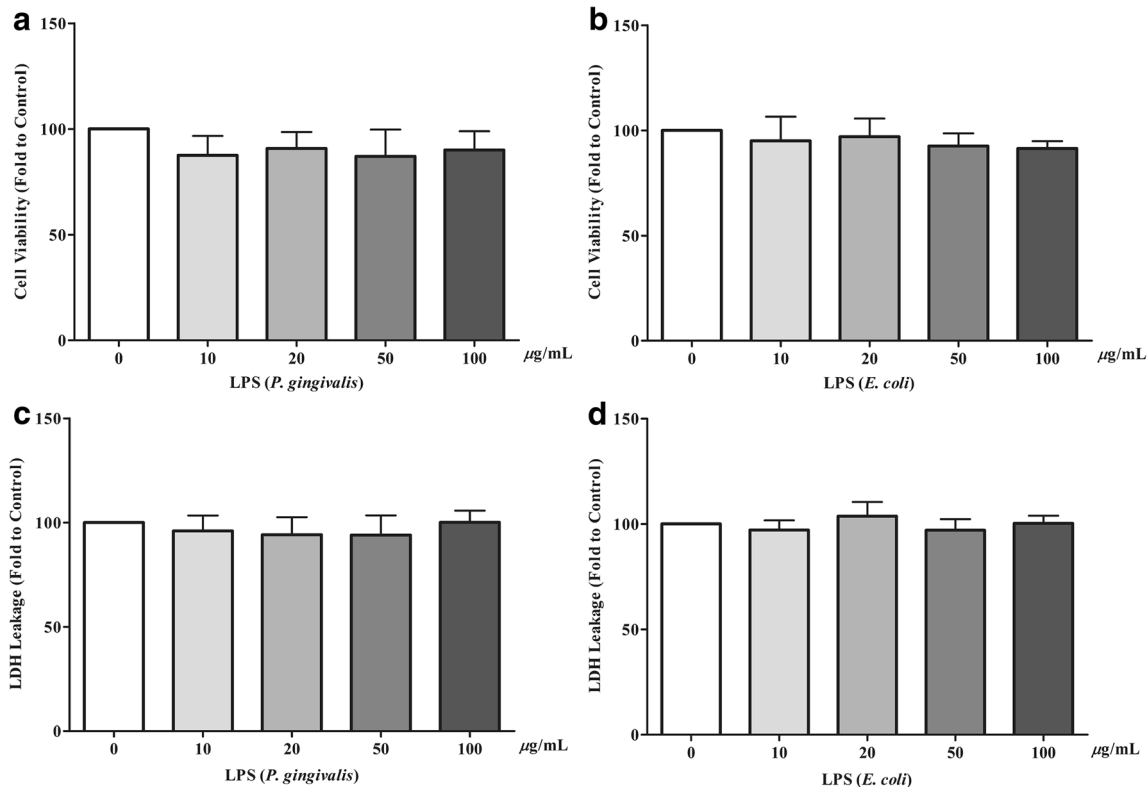 a
150
100
50
0
Cell Viability (Fold to Control)
0 10 20 50 100 μg/mL
LPS (P. gingivalis)
b
150
100
50
0
Cell Viability (Fold to Control)
0 10 20 50 100 μg/mL
LPS (E. coli)
c
150
100
50
0
LDH Leakage (Fold to Control)
0 10 20 50 100 μg/mL
LPS (P. gingivalis)
d
150
100
50
0
LDH Leakage (Fold to Control)
0 10 20 50 100 μg/mL
LPS (E. coli)